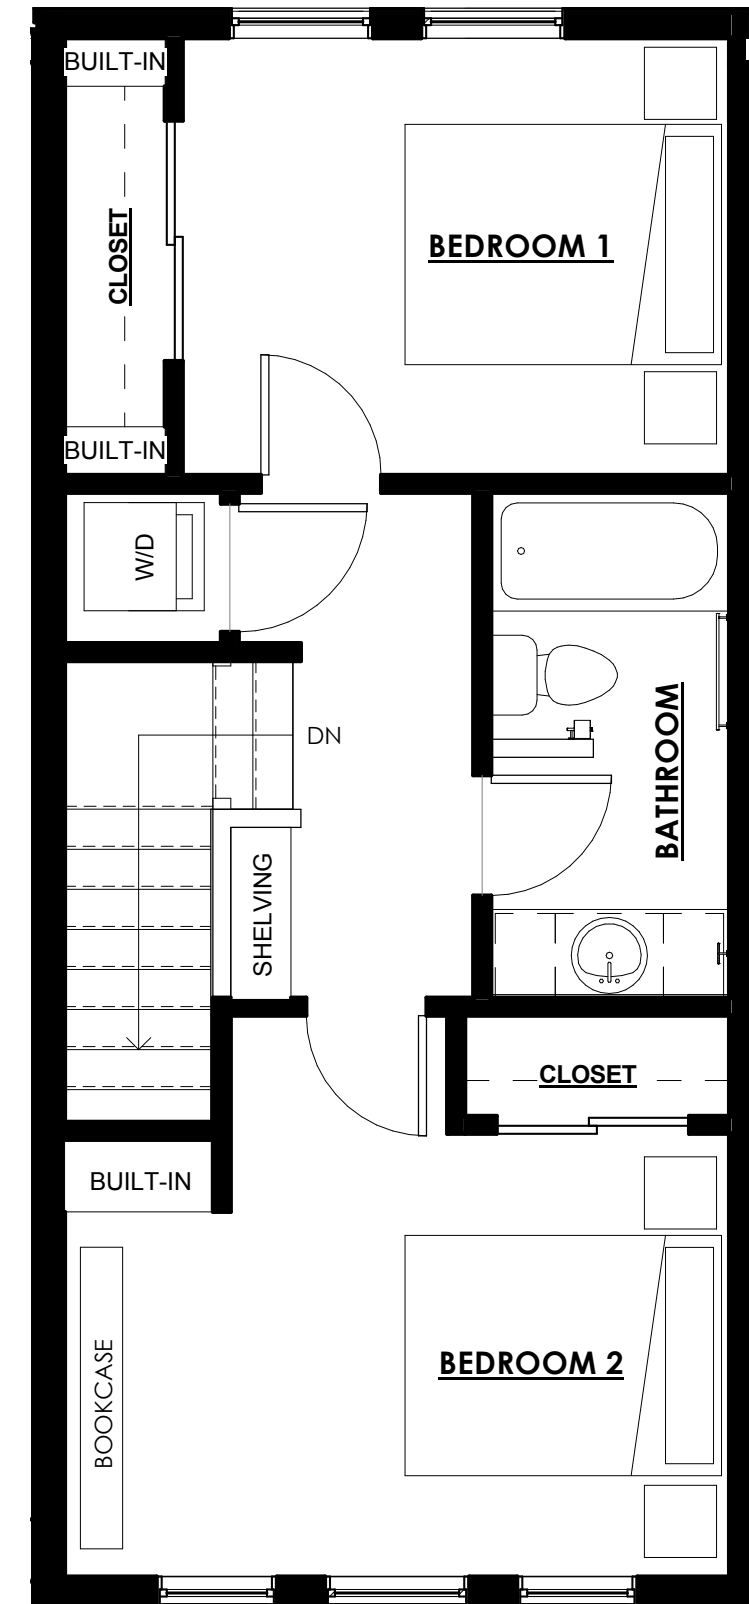 BUILT-IN
CLOSET
BEDROOM 1
BUILT-IN
W/D
BATHROOM
DN
SHELVING
CLOSET
BUILT-IN
BEDROOM 2
BOOKCASE